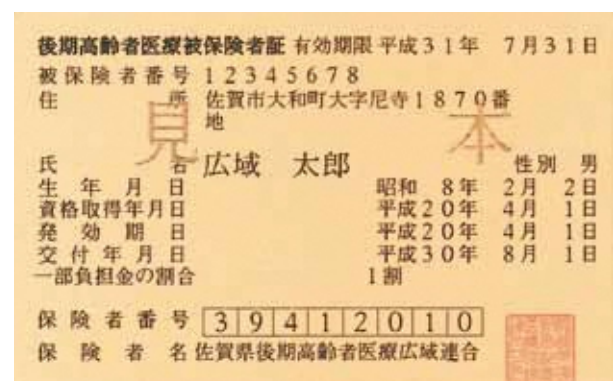 後期高齢者医療被保険者証 有効期限 平成31年 7月31日
被保険者番号 12345678
住所 佐賀市大和町大字尼寺1870番
地
見本
氏名 広域 太郎 性別 男
生年月日 昭和 8年 2月 2日
資格取得年月日 平成20年 4月 1日
発効期日 平成20年 4月 1日
交付年月日 平成30年 8月 1日
一部負担金の割合 1割
保険者番号 39412010
保険者名 佐賀県後期高齢者医療広域連合